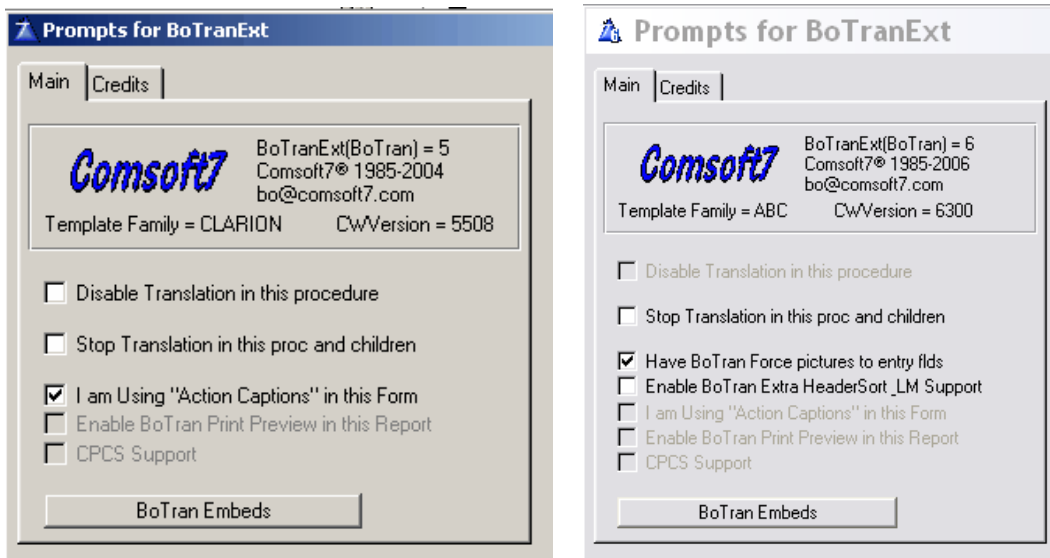 Prompts for BoTranExt
Main
Credits
Comsoft7
BoTranExt(BoTran) = 5
Comsoft7® 1985-2004
bo@comsoft7.com
Template Family = CLARION
CwVersion = 5508
Disable Translation in this procedure
Stop Translation in this proc and children
I am Using "Action Captions" in this Form
Enable BoTran Print Preview in this Report
CPCS Support
BoTran Embeds
Prompts for BoTranExt
Main
Credits
Comsoft7
BoTranExt(BoTran) = 6
Comsoft7® 1985-2006
bo@comsoft7.com
Template Family = ABC
CwVersion = 6300
Disable Translation in this procedure
Stop Translation in this proc and children
Have BoTran Force pictures to entry flds
Enable BoTran Extra HeaderSort_LM Support
I am Using "Action Captions" in this Form
Enable BoTran Print Preview in this Report
CPCS Support
BoTran Embeds